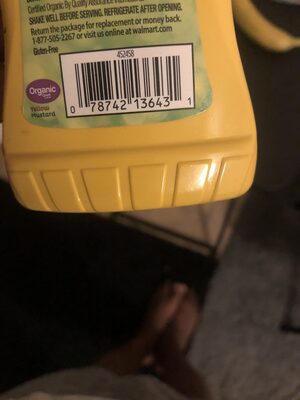 Certified Organic By Quality Assurance International
SHAKE WELL BEFORE SERVING. REFRIGERATE AFTER OPENING.
Return the package for replacement or money back.
1-877-505-2267 or visit us online at walmart.com
Gluten-Free
452458
Organic
Yellow
Mustard
0 78742 13643 1